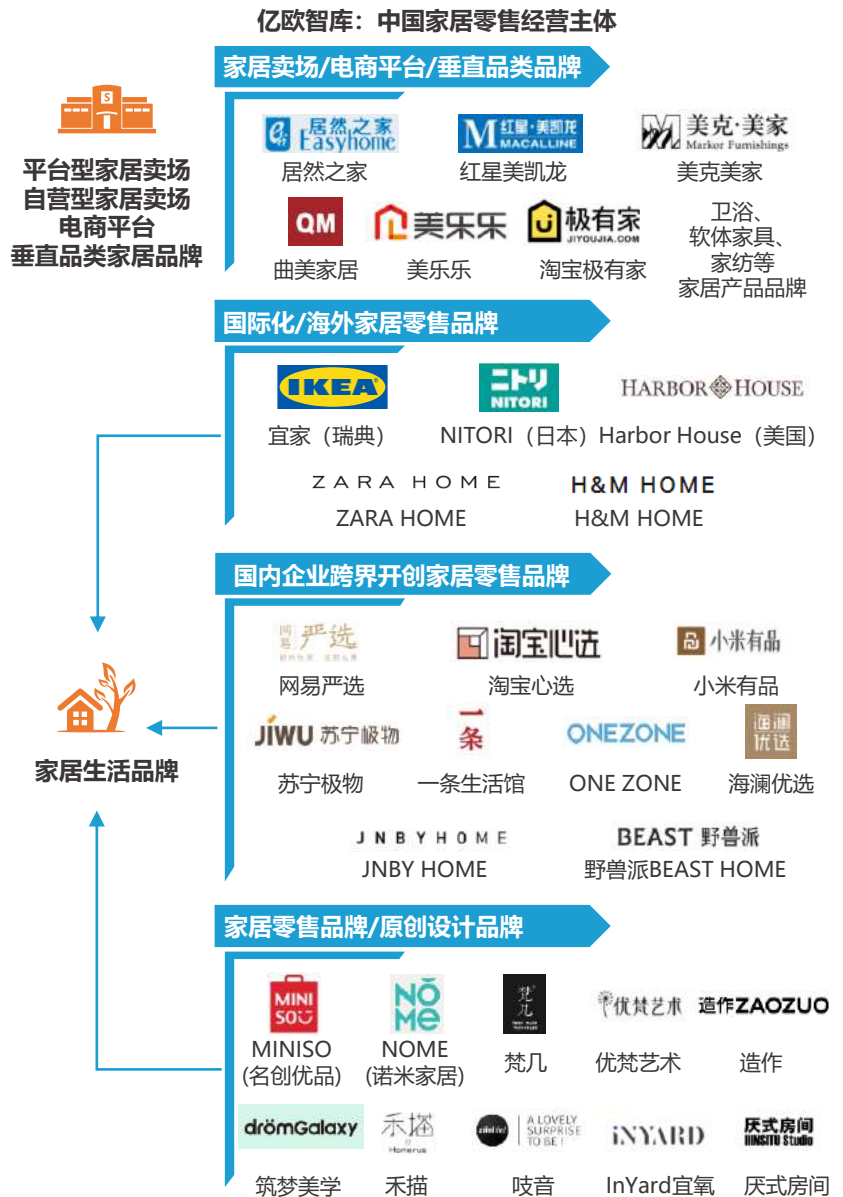 亿欧智库：中国家居零售经营主体
家居卖场/电商平台/垂直品类品牌
S
平台型家居卖场
自营型家居卖场
电商平台
垂直品类家居品牌
居然之家
Easyhome
M 红星·美凯龙
MACALLINE
美克·美家
Markor Furnishings
居然之家
红星美凯龙
美克美家
QM
美乐乐
极有家
JIYOUJIA.COM
曲美家居
美乐乐
淘宝极有家
卫浴、
软体家具、
家纺等
家居产品品牌
国际化/海外家居零售品牌
IKEA
ニトリ
NITORI
HARBOR HOUSE
宜家（瑞典）
NITORI（日本）
Harbor House（美国）
ZARA HOME
H&M HOME
ZARA HOME
H&M HOME
国内企业跨界开创家居零售品牌
网易严选
淘宝心选
小米有品
网易严选
淘宝心选
小米有品
家居生活品牌
JIWU 苏宁极物
一条
ONEZONE
海澜优选
苏宁极物
一条生活馆
ONE ZONE
海澜优选
JNBYHOME
BEAST 野兽派
JNBY HOME
野兽派BEAST HOME
家居零售品牌/原创设计品牌
MINISO
NŌME
梵几
优梵艺术
造作ZAOZUO
MINISO
(名创优品)
NOME
(诺米家居)
梵几
优梵艺术
造作
drömGalaxy
禾描
Homerus
A LOVELY
SURPRISE
TO BE !
iNYARD
厌式房间
IIINSITU Studio
筑梦美学
禾描
吱音
InYard宜氧
厌式房间